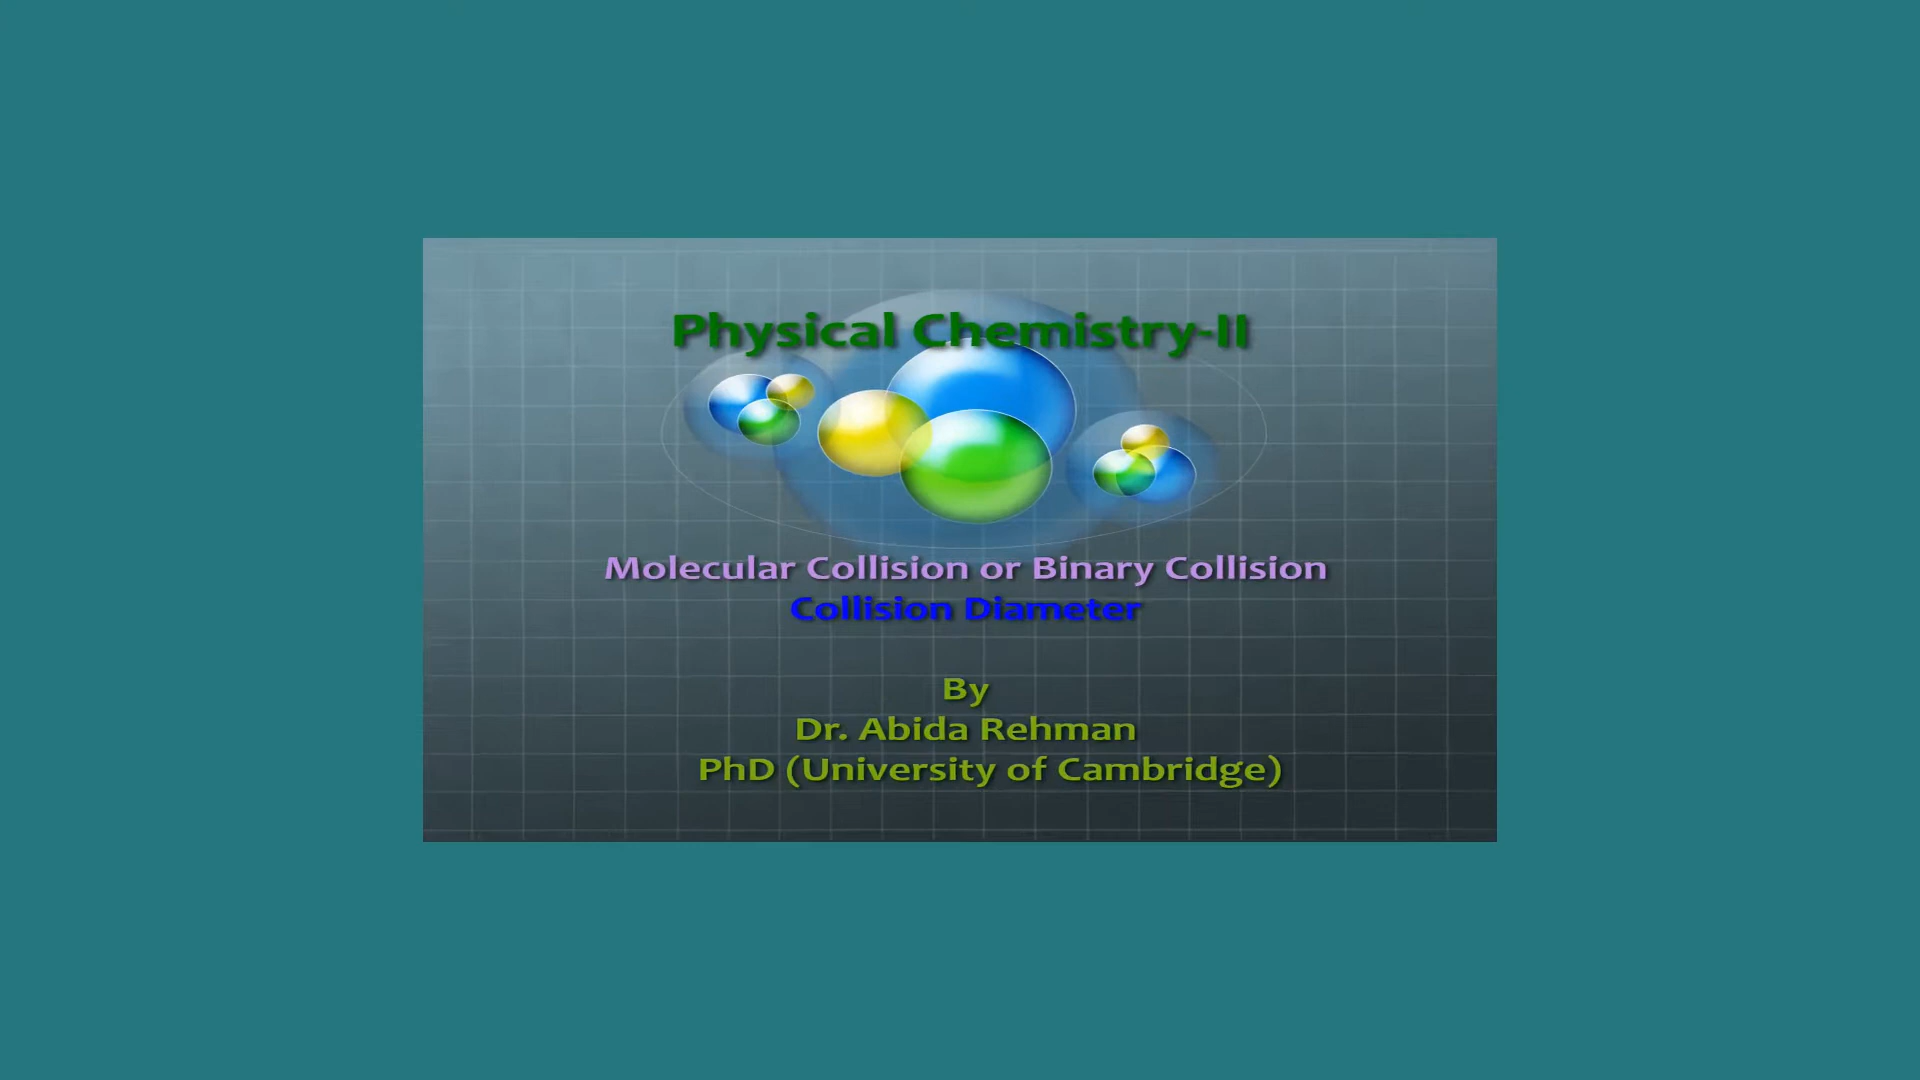 Physical Chemistry-II
Molecular Collision or Binary Collision
Collision Diameter
By
Dr. Abida Rehman
PhD (University of Cambridge)